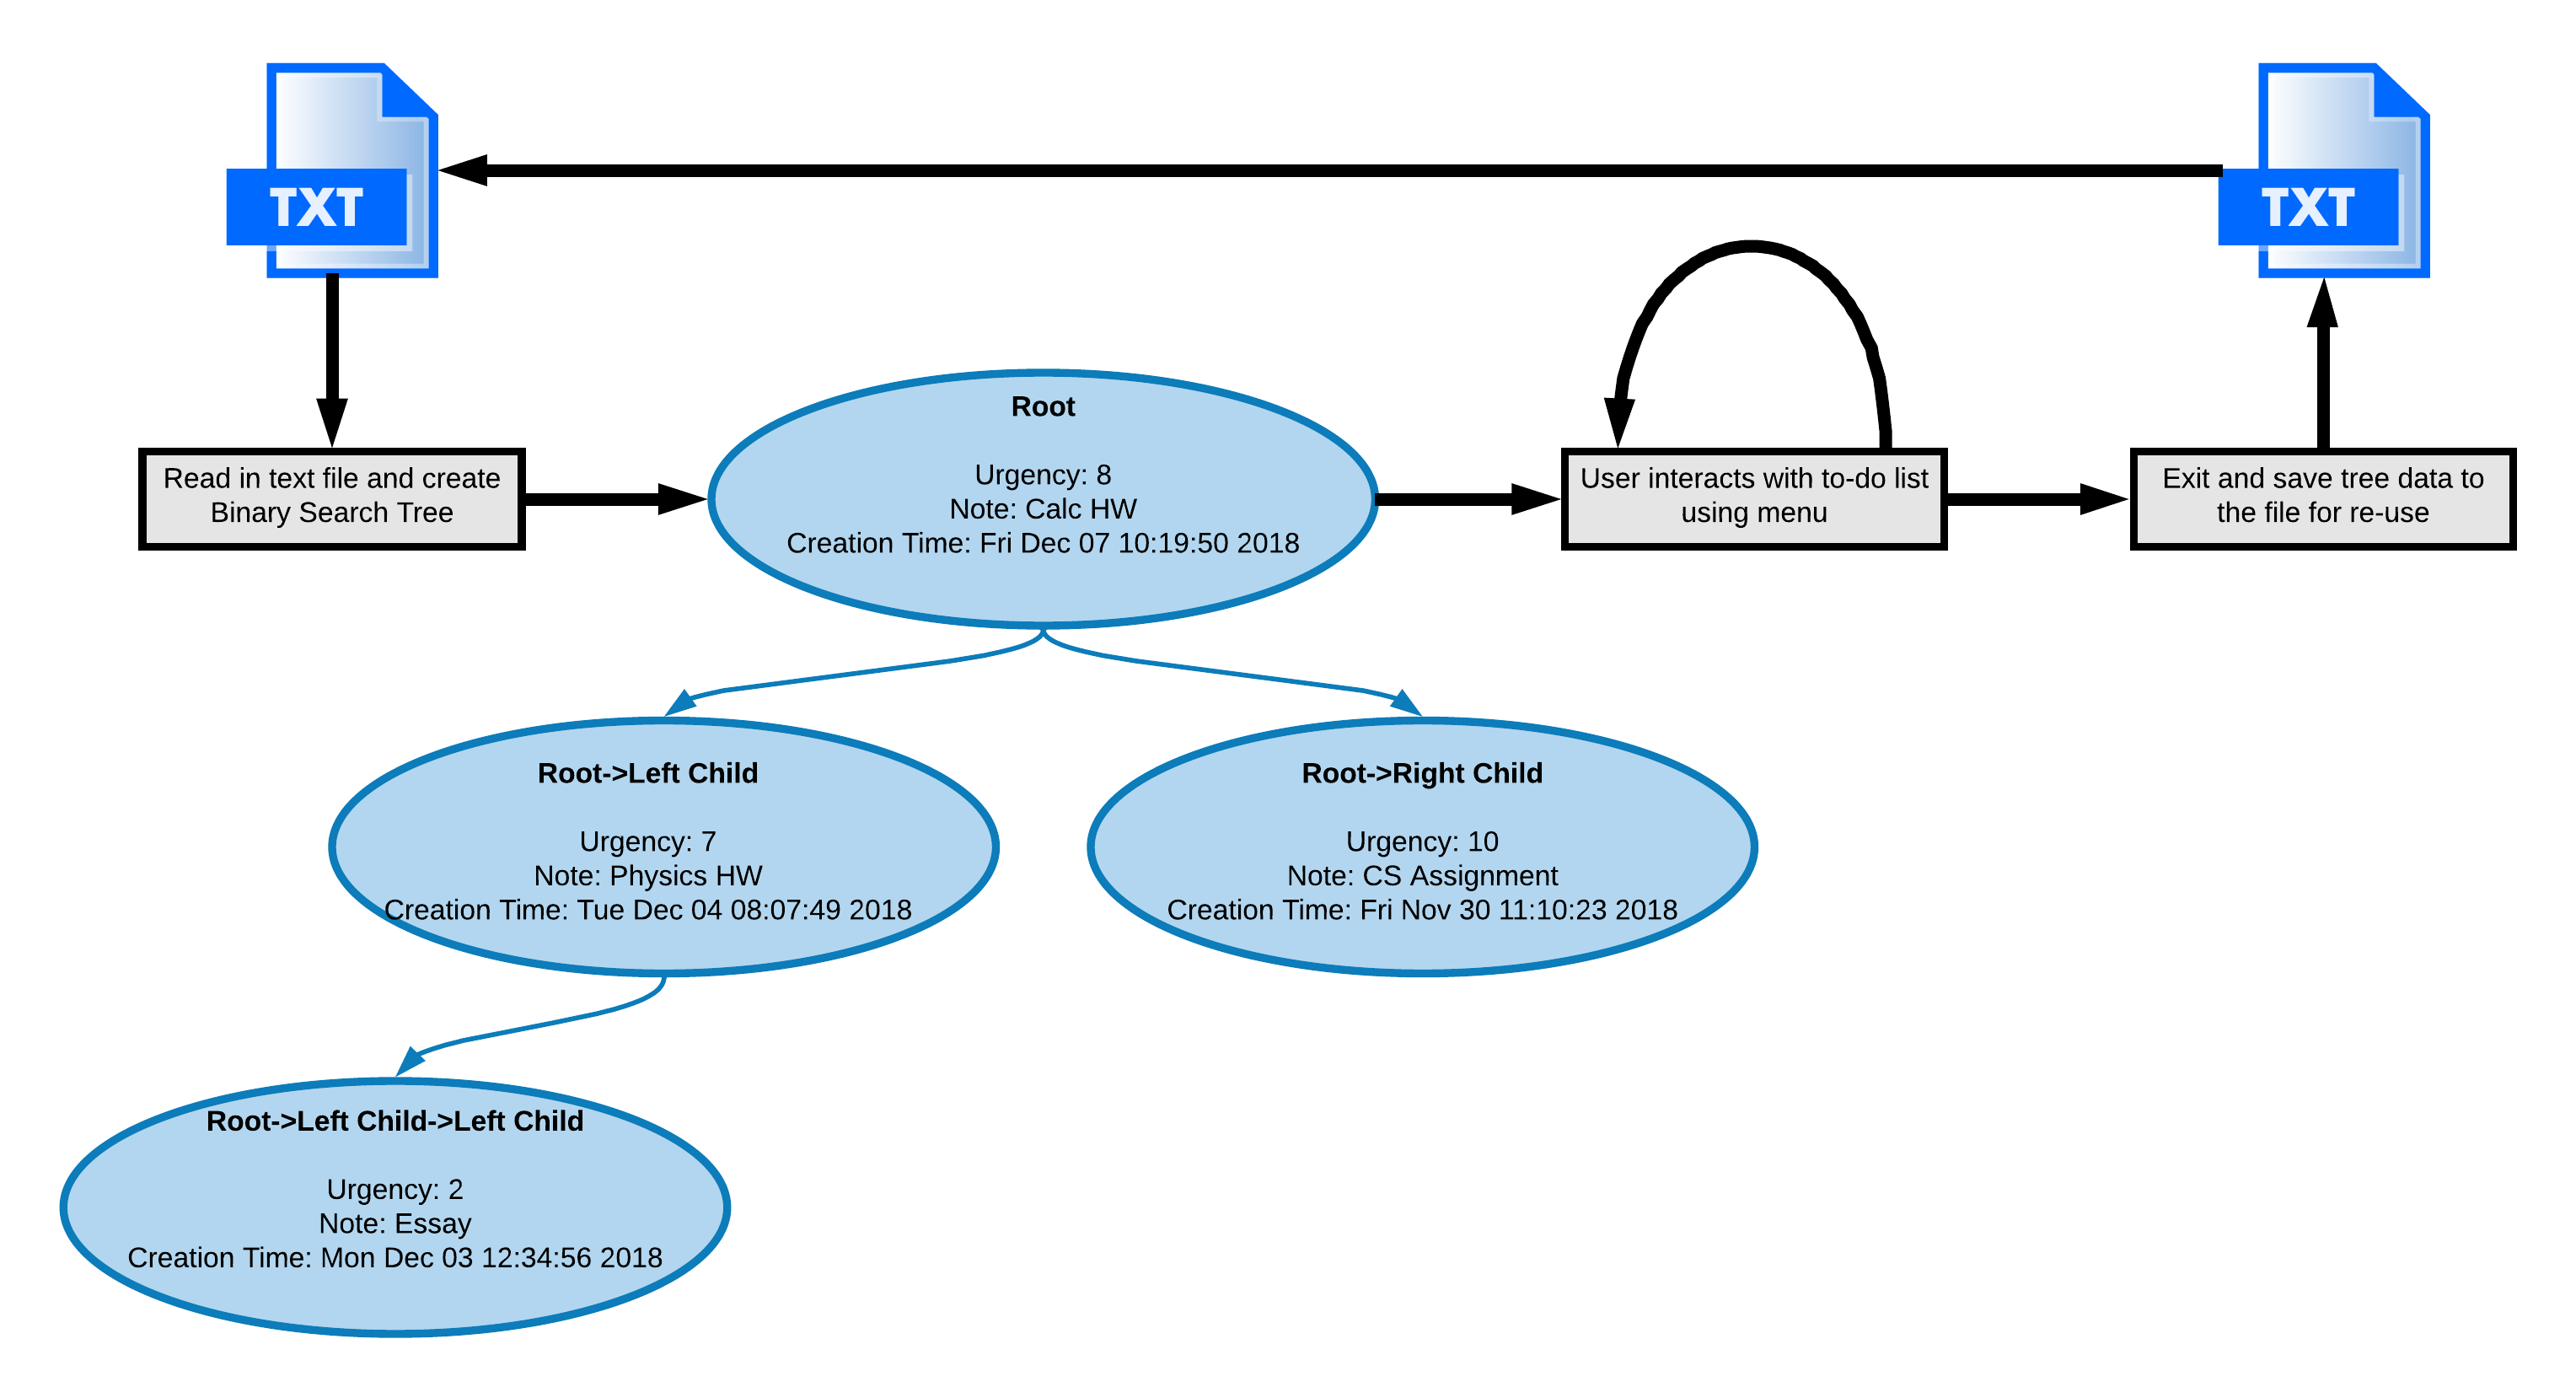 TXT
TXT
Read in text file and create
Binary Search Tree
Root
Urgency: 8
Note: Calc HW
Creation Time: Fri Dec 07 10:19:50 2018
User interacts with to-do list
using menu
Exit and save tree data to
the file for re-use
Root->Left Child
Urgency: 7
Note: Physics HW
Creation Time: Tue Dec 04 08:07:49 2018
Root->Right Child
Urgency: 10
Note: CS Assignment
Creation Time: Fri Nov 30 11:10:23 2018
Root->Left Child->Left Child
Urgency: 2
Note: Essay
Creation Time: Mon Dec 03 12:34:56 2018